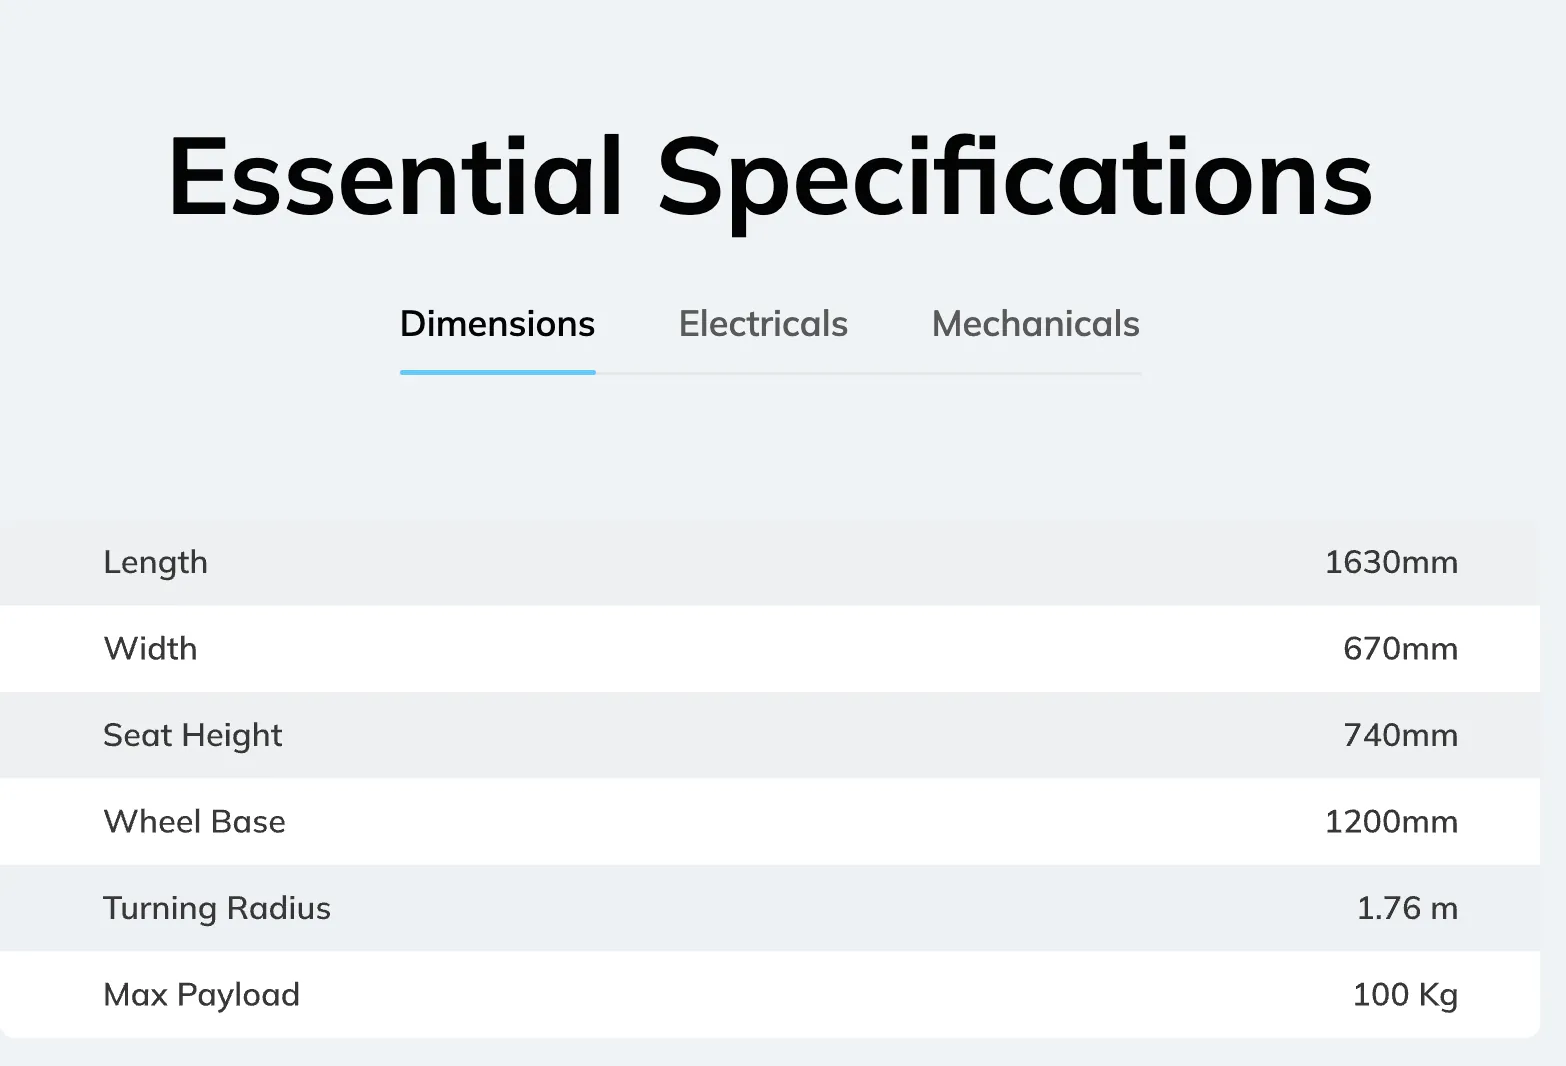 Essential Specifications
Dimensions Electricals Mechanicals
Length 1630mm
Width 670mm
Seat Height 740mm
Wheel Base 1200mm
Turning Radius 1.76 m
Max Payload 100 Kg